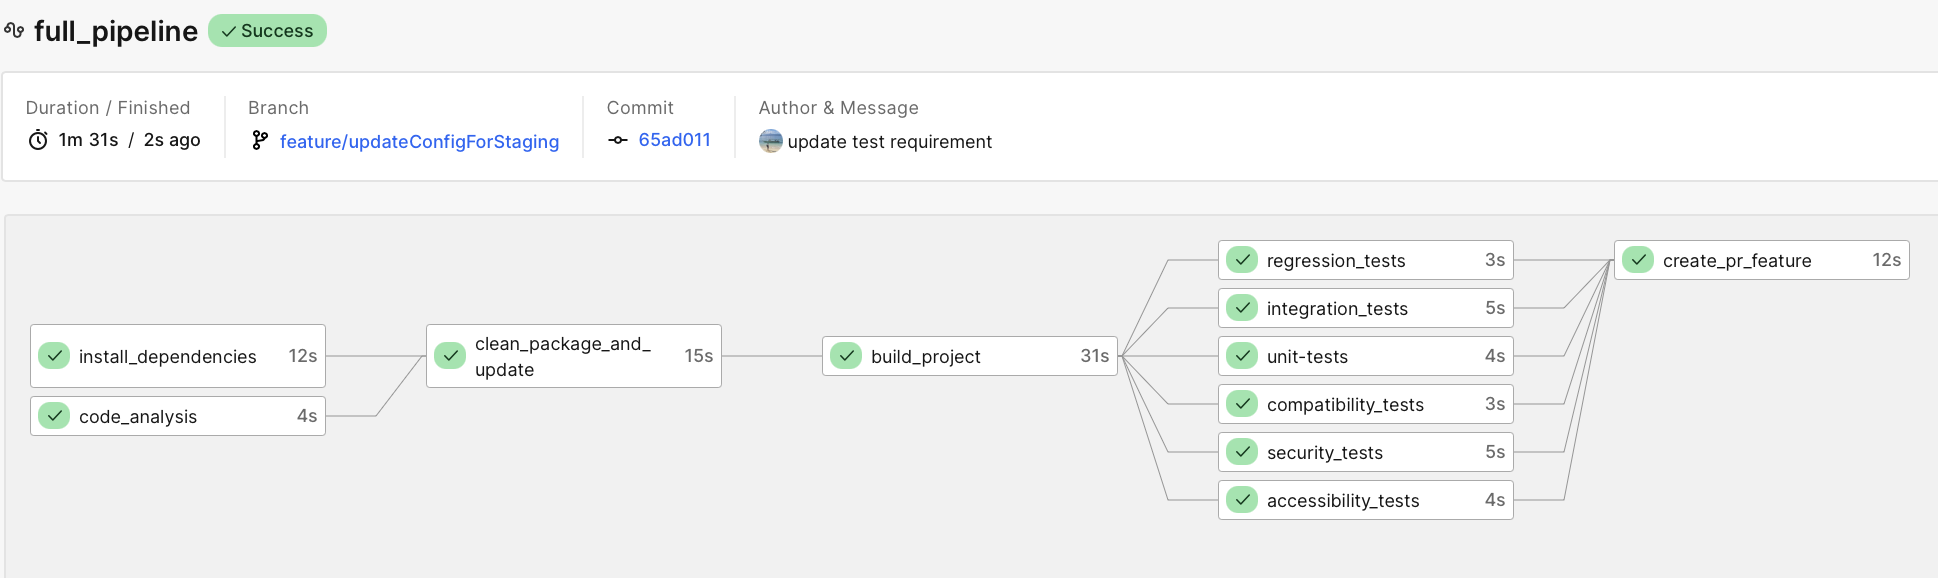 full_pipeline Success
Duration / Finished Branch Commit Author & Message
1m 31s / 2s ago feature/updateConfigForStaging 65ad011 update test requirement
install_dependencies 12s
code_analysis 4s
clean_package_and_
update 15s
build_project 31s
regression_tests 3s
integration_tests 5s
unit-tests 4s
compatibility_tests 3s
security_tests 5s
accessibility_tests 4s
create_pr_feature 12s